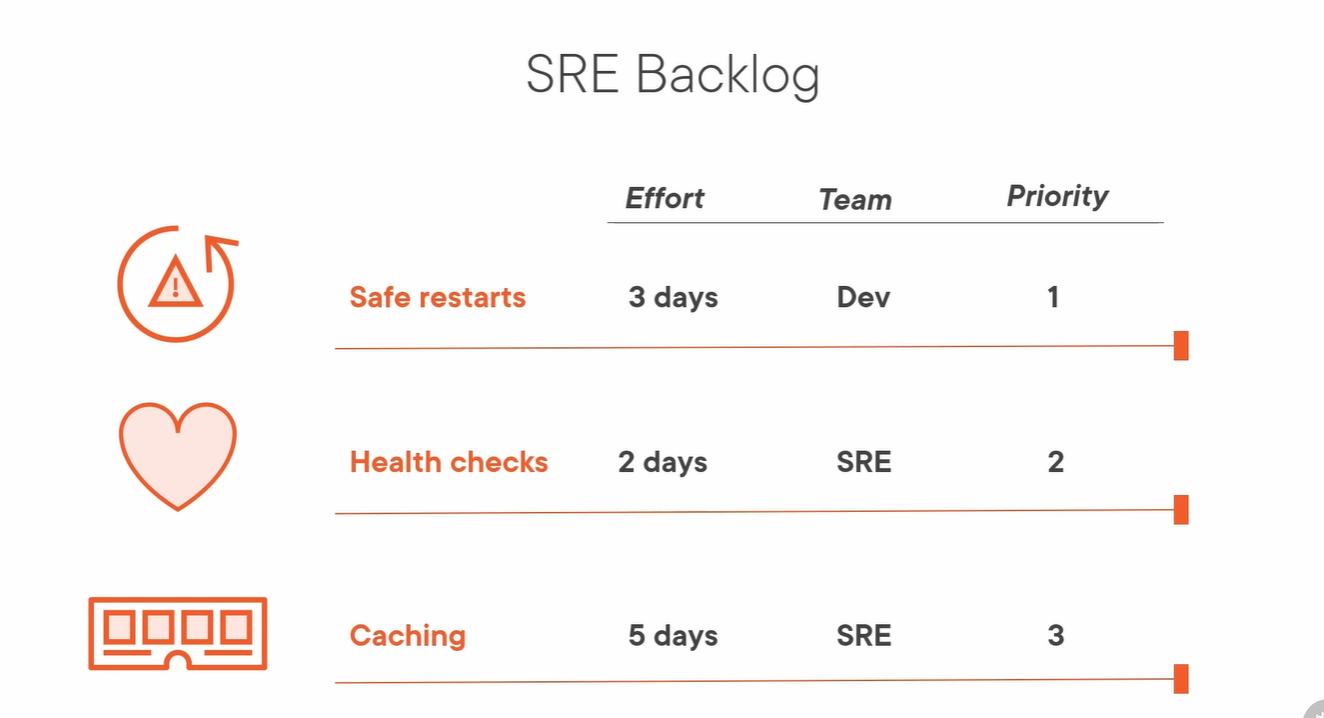 SRE Backlog
Effort Team Priority
Safe restarts 3 days Dev 1
Health checks 2 days SRE 2
Caching 5 days SRE 3